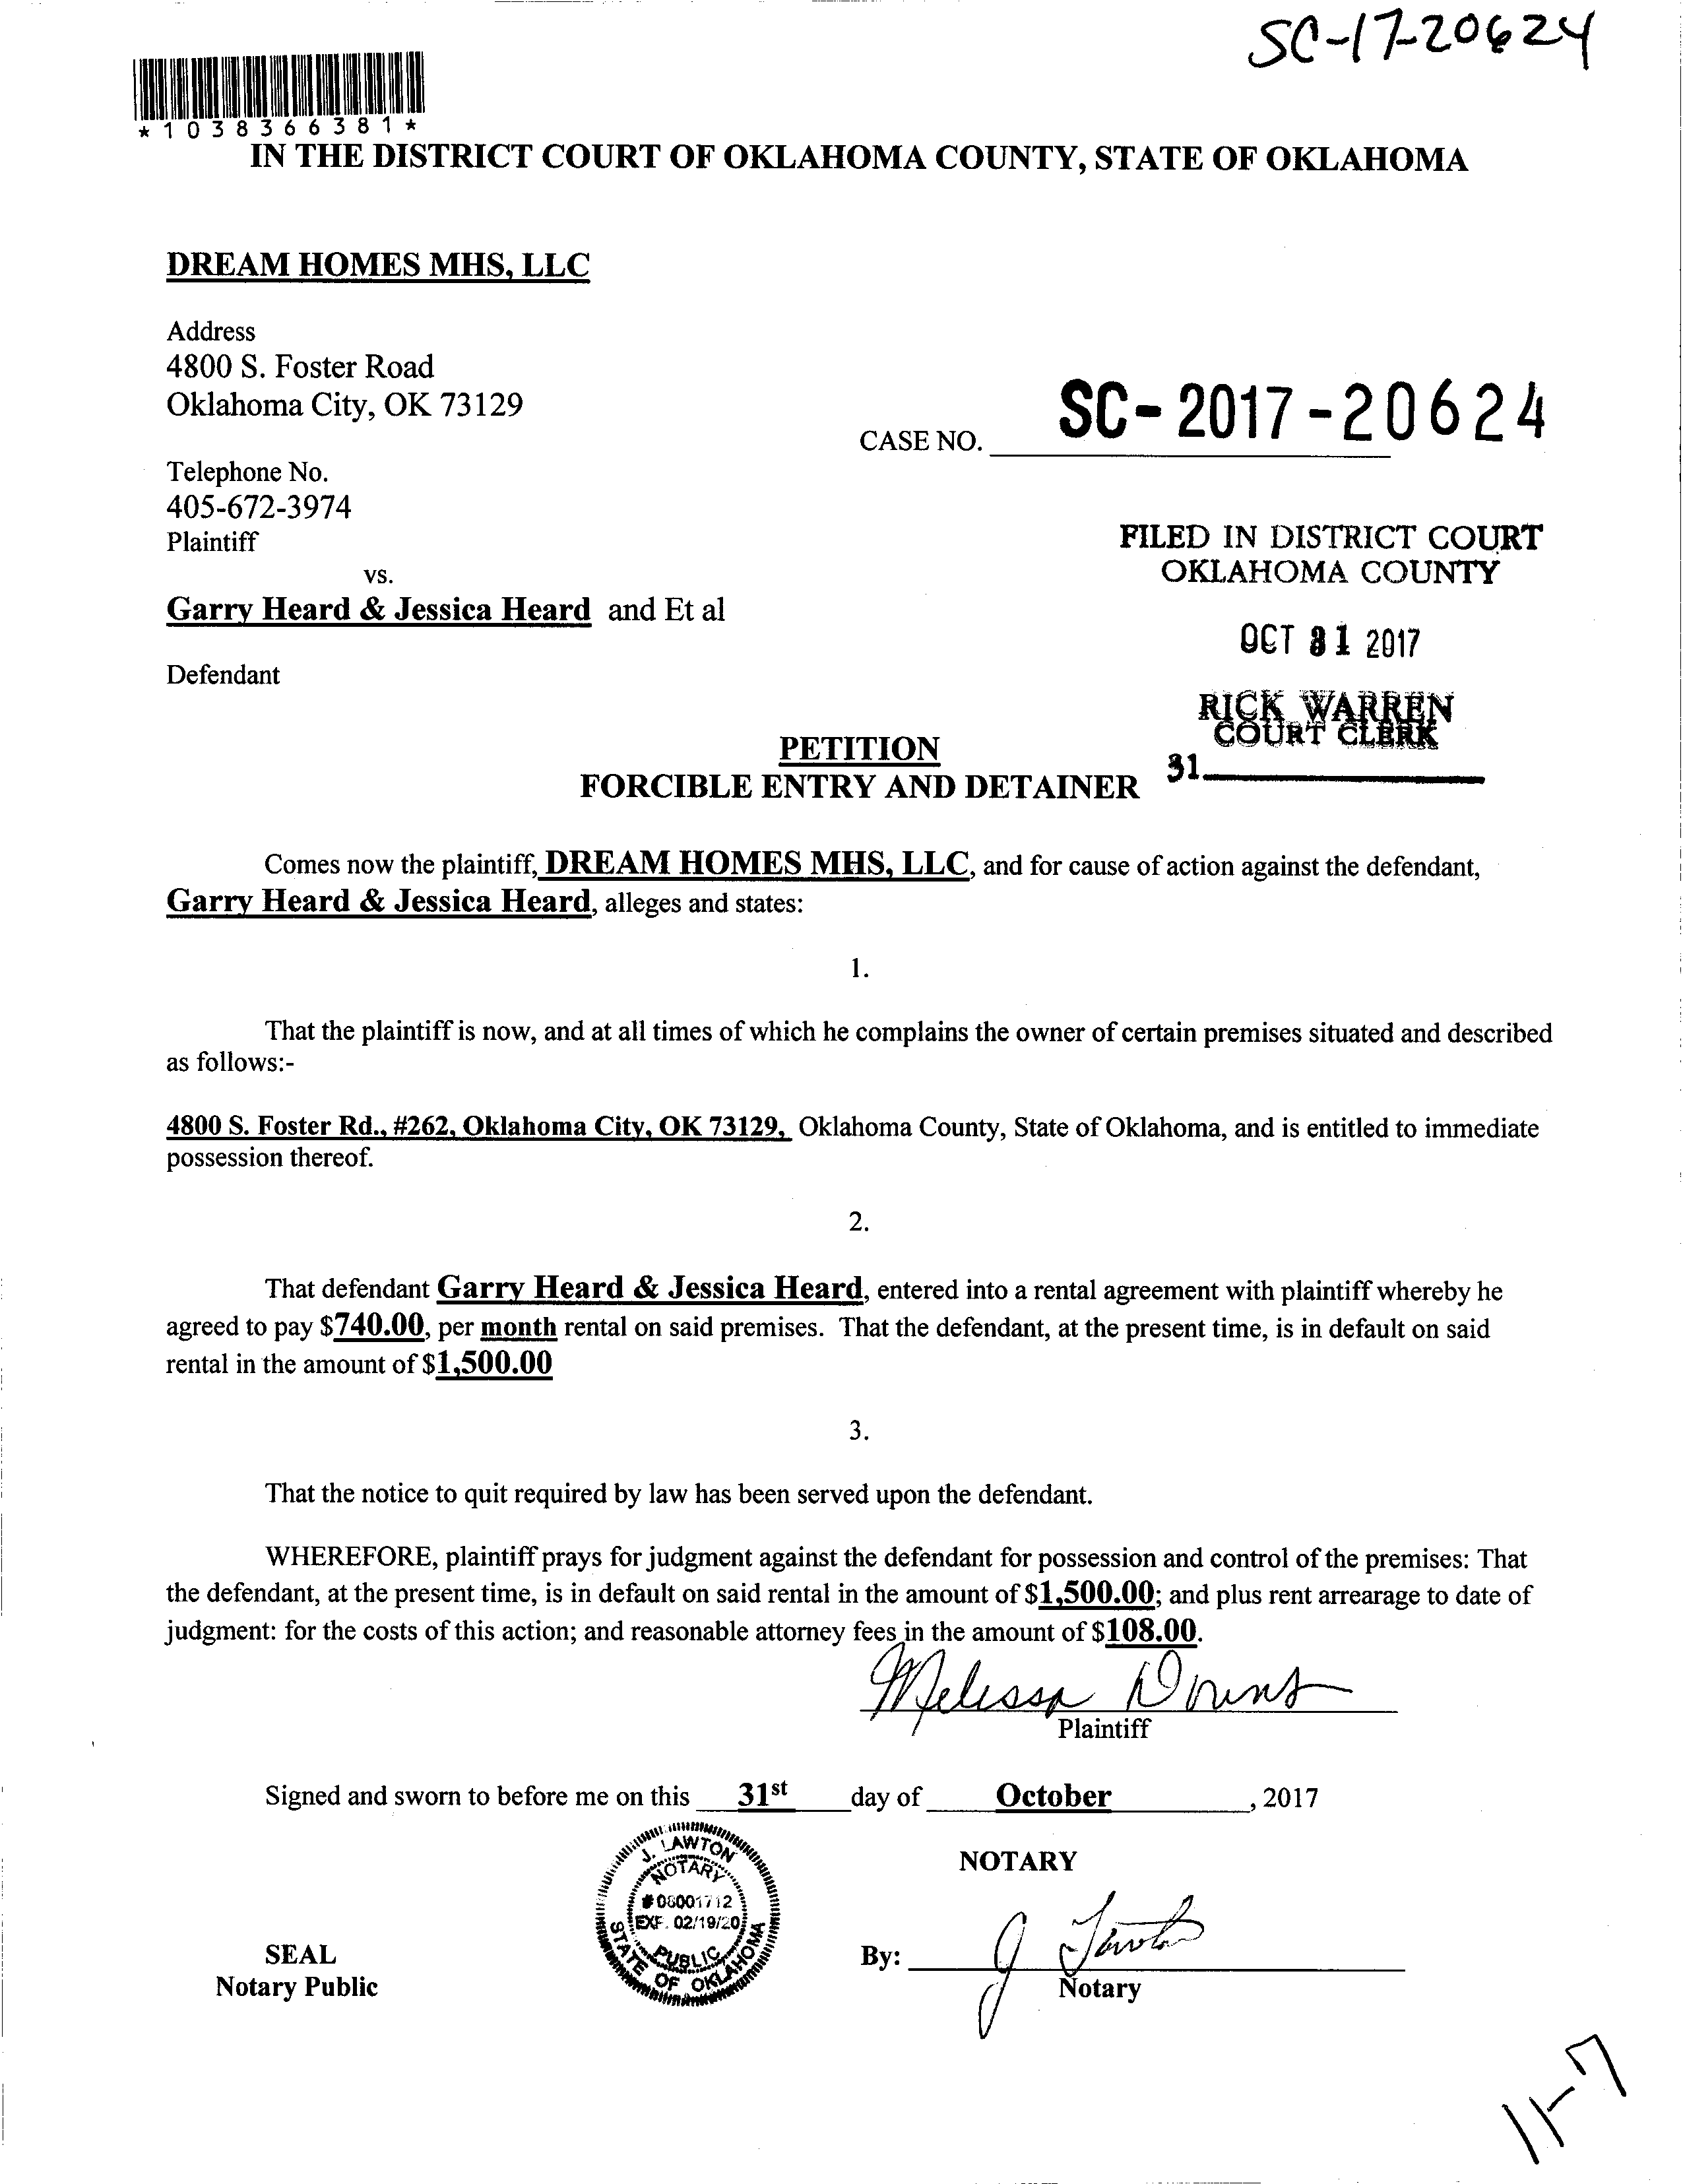 SC-17-20624
*1038366381*
IN THE DISTRICT COURT OF OKLAHOMA COUNTY, STATE OF OKLAHOMA
DREAM HOMES MHS, LLC
Address
4800 S. Foster Road
Oklahoma City, OK 73129
CASE NO. SC-2017-20624
Telephone No.
405-672-3974
Plaintiff
vs.
Garry Heard & Jessica Heard and Et al
Defendant
FILED IN DISTRICT COURT
OKLAHOMA COUNTY
OCT 31 2017
RICK WARREN
COURT CLERK
31
PETITION
FORCIBLE ENTRY AND DETAINER
Comes now the plaintiff, DREAM HOMES MHS, LLC, and for cause of action against the defendant,
Garry Heard & Jessica Heard, alleges and states:
1.
That the plaintiff is now, and at all times of which he complains the owner of certain premises situated and described
as follows:-
4800 S. Foster Rd., #262, Oklahoma City, OK 73129, Oklahoma County, State of Oklahoma, and is entitled to immediate
possession thereof.
2.
That defendant Garry Heard & Jessica Heard, entered into a rental agreement with plaintiff whereby he
agreed to pay $740.00, per month rental on said premises. That the defendant, at the present time, is in default on said
rental in the amount of $1,500.00
3.
That the notice to quit required by law has been served upon the defendant.
WHEREFORE, plaintiff prays for judgment against the defendant for possession and control of the premises: That
the defendant, at the present time, is in default on said rental in the amount of $1,500.00; and plus rent arrearage to date of
judgment: for the costs of this action; and reasonable attorney fees in the amount of $108.00.
Melissa Downs
Plaintiff
Signed and sworn to before me on this 31st day of October, 2017
J. LAWTON
NOTARY
#08001712
EXP. 02/19/20
PUBLIC
STATE OF OKLAHOMA
NOTARY
SEAL
Notary Public
By: J Lawton
Notary
11-7